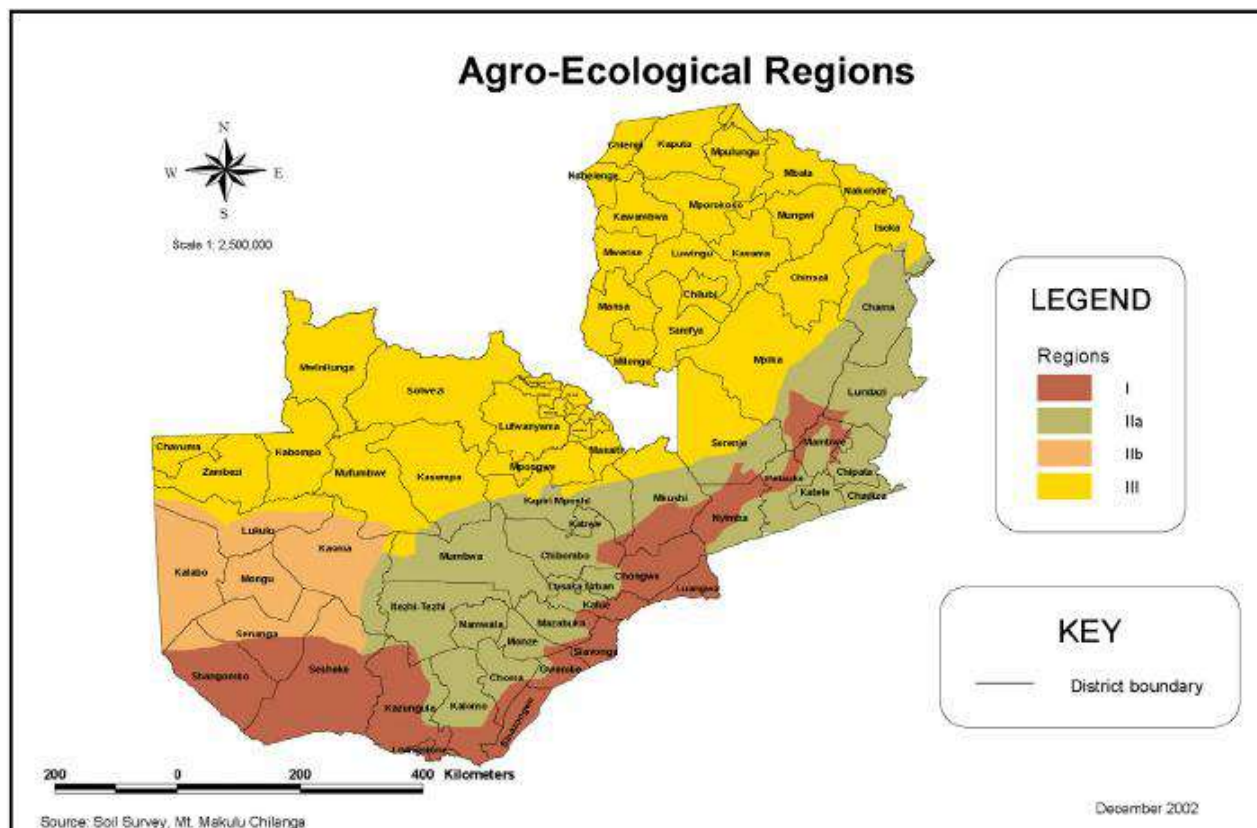 Agro-Ecological Regions
N
W
E
S
Scale 1: 2,500,000
Kaputa
Mpulungu
Mbala
Nakonde
Mporokoso
Mungwi
Isoka
Kawambwa
Luwingu
Kasama
Chinsali
Mansa
Chilubi
Samfya
Milenge
Mpika
Chama
Lundazi
Mwinilunga
Solwezi
Lufwanyama
Masaiti
Serenje
Mambwe
Chavuma
Zambezi
Kabompo
Mufumbwe
Kasempa
Mpongwe
Petauke
Chipata
Katete
Chadiza
Kapiri Mposhi
Mkushi
Nyimba
Lukulu
Kaoma
Kabwe
Mumbwa
Chibombo
Kalabo
Mongu
Chongwe
Lusaka Urban
Luangwa
Itezhi-Tezhi
Kafue
Namwala
Mazabuka
Senanga
Monze
Siavonga
Shangombo
Sesheke
Gwembe
Choma
Kazungula
Kalomo
Sinazongwe
Livingstone
LEGEND
Regions
I
IIa
IIb
III
KEY
District boundary
200 0 200 400 Kilometers
Source: Soil Survey, Mt. Makulu Chilanga
December 2002